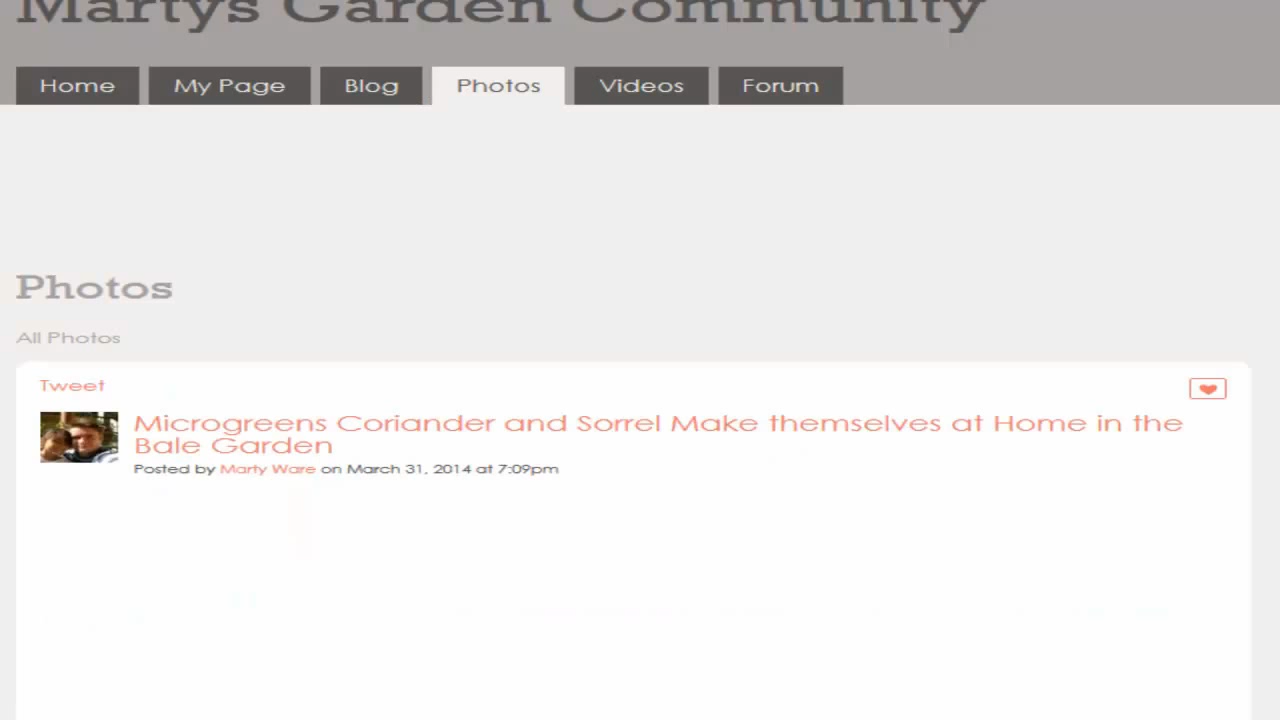 Martys Garden Community
Home My Page Blog Photos Videos Forum
Photos
All Photos
Tweet
Microgreens Coriander and Sorrel Make themselves at Home in the
Bale Garden
Posted by Marty Ware on March 31, 2014 at 7:09pm